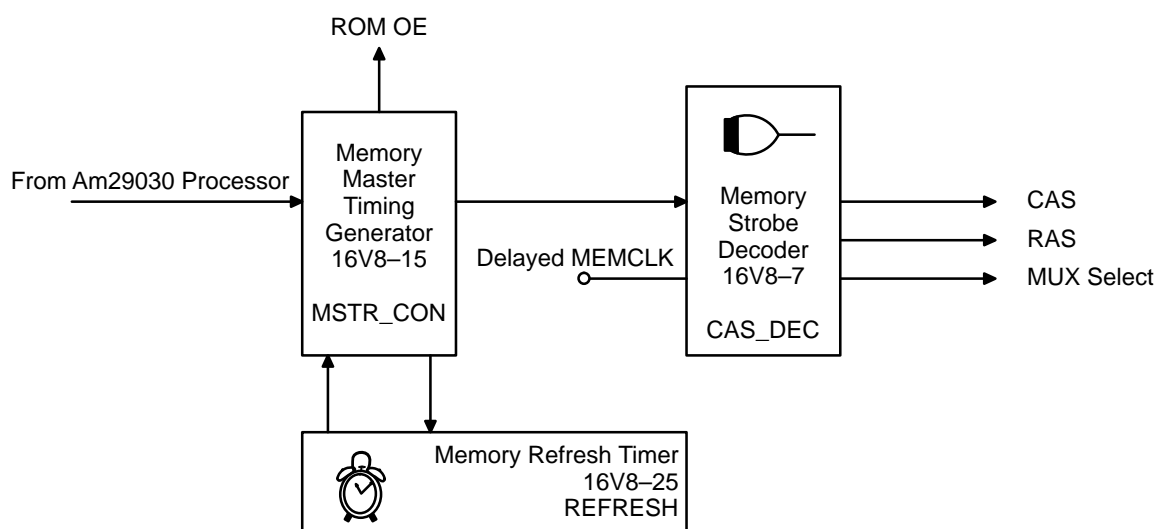 ROM OE
From Am29030 Processor
Memory
Master
Timing
Generator
16V8–15
MSTR_CON
Delayed MEMCLK
Memory
Strobe
Decoder
16V8–7
CAS_DEC
CAS
RAS
MUX Select
Memory Refresh Timer
16V8–25
REFRESH